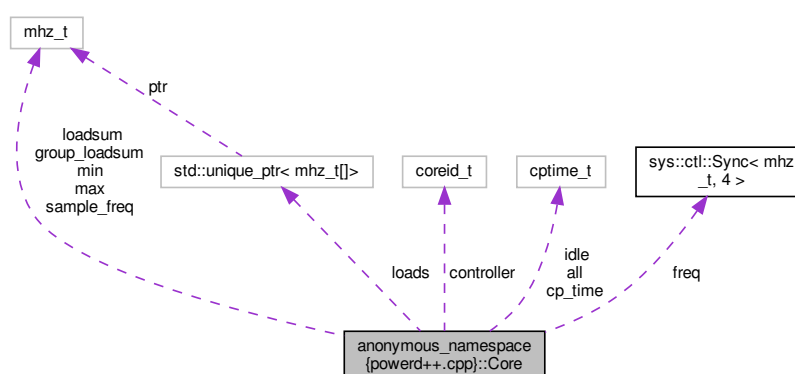 mhz_t
ptr
loadsum
group_loadsum
min
max
sample_freq
std::unique_ptr< mhz_t[]>
coreid_t
cptime_t
sys::ctl::Sync< mhz
_t, 4 >
loads
controller
idle
all
cp_time
freq
anonymous_namespace
{powerd++.cpp}::Core